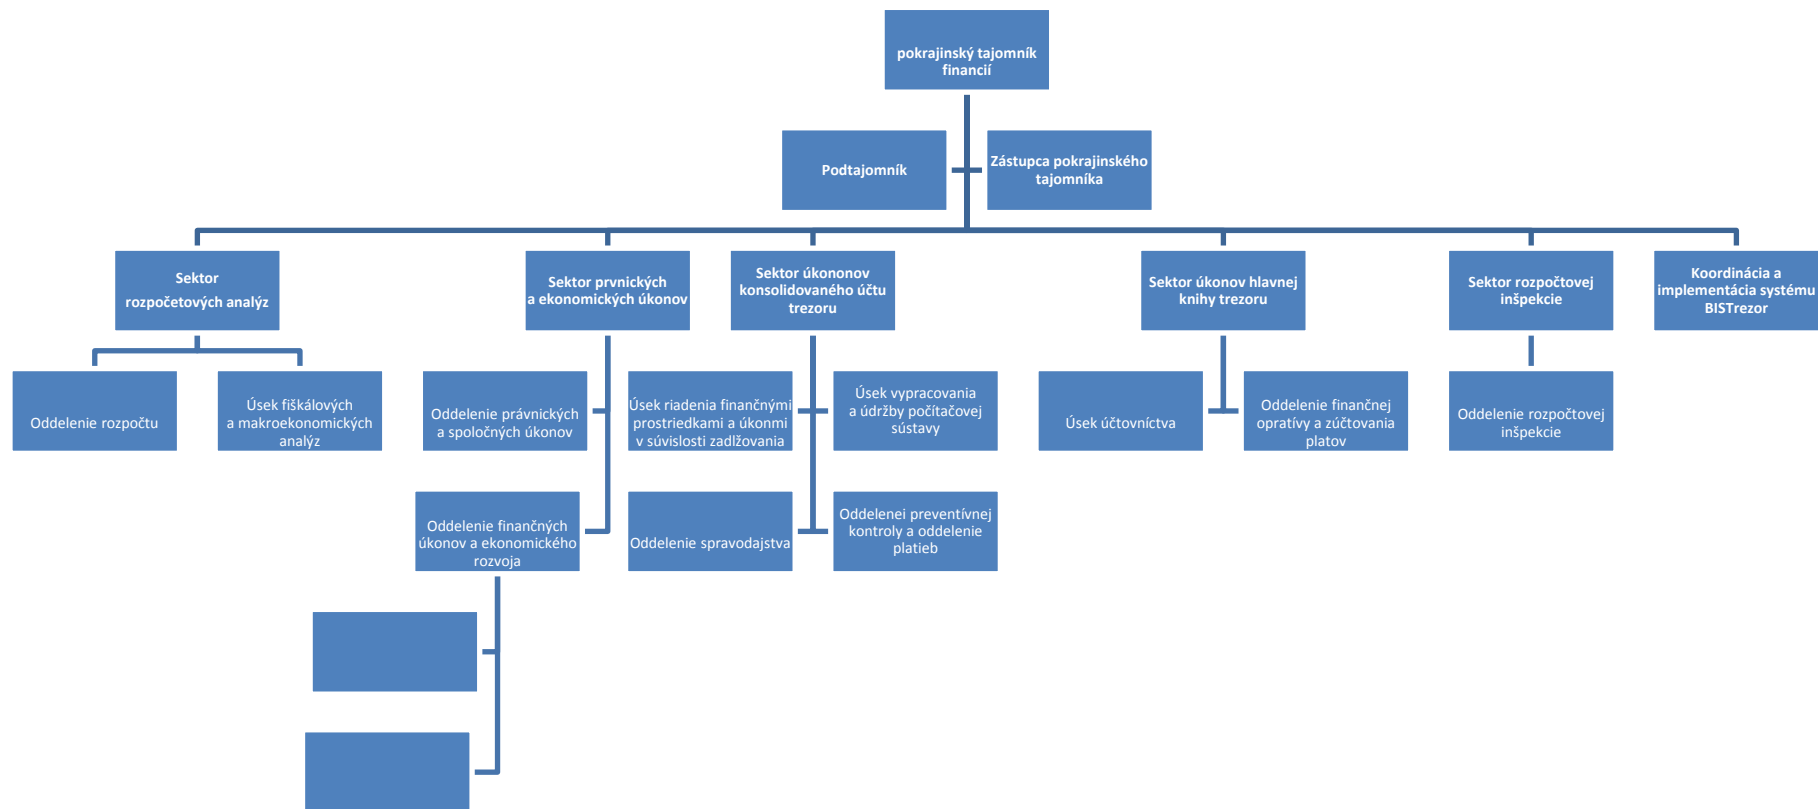 pokrajinský tajomník
financií
Podtajomník
Zástupca pokrajinského
tajomníka
Sektor
rozpočetových analýz
Sektor prvnických
a ekonomických úkonov
Sektor úkononov
konsolidovaného účtu
trezoru
Sektor úkonov hlavnej
knihy trezoru
Sektor rozpočtovej
inšpekcie
Koordinácia a
implementácia systému
BISTrezor
Oddelenie rozpočtu
Úsek fiškálových
a makroekonomických
analýz
Oddelenie právnických
a spoločných úkonov
Úsek riadenia finančnými
prostriedkami a úkonmi
v súvislosti zadlžovania
Úsek vypracovania
a údržby počítačovej
sústavy
Úsek účtovníctva
Oddelenie finančnej
opratívy a zúčtovania
platov
Oddelenie rozpočtovej
inšpekcie
Oddelenie finančných
úkonov a ekonomického
rozvoja
Oddelenie spravodajstva
Oddelenei preventívnej
kontroly a oddelenie
platieb